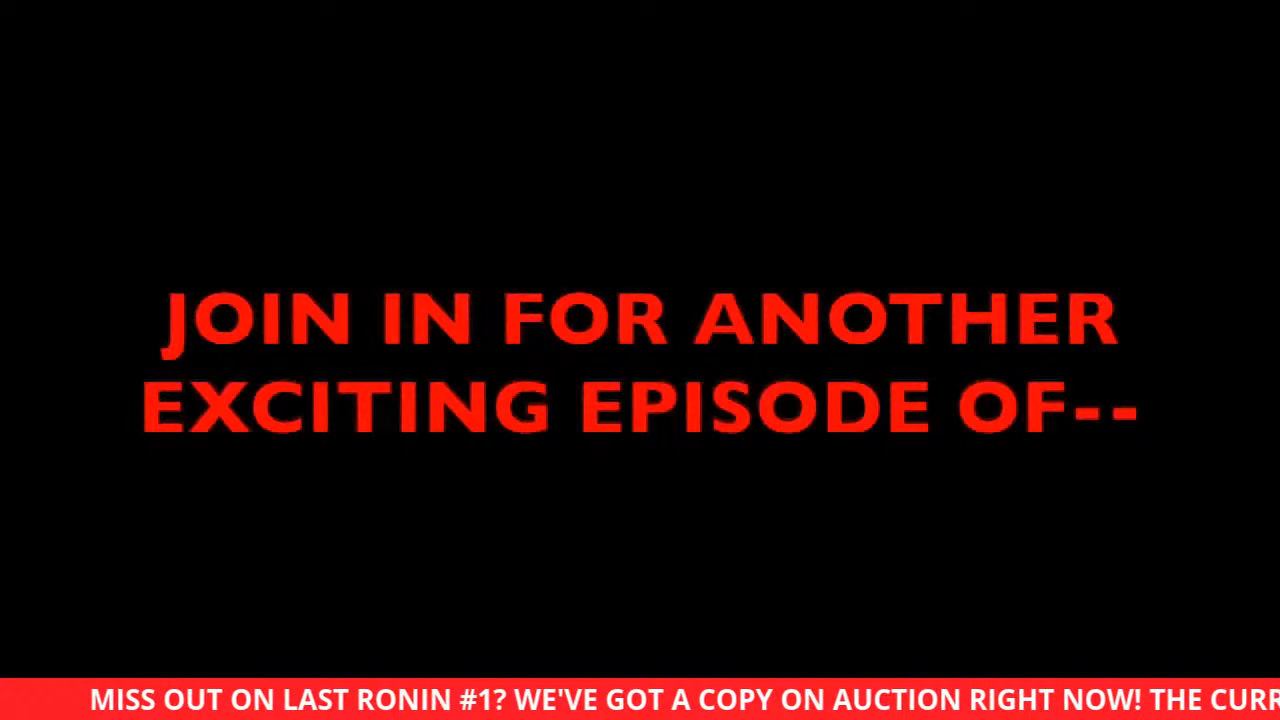 JOIN IN FOR ANOTHER
EXCITING EPISODE OF--
MISS OUT ON LAST RONIN #1? WE'VE GOT A COPY ON AUCTION RIGHT NOW! THE CURR